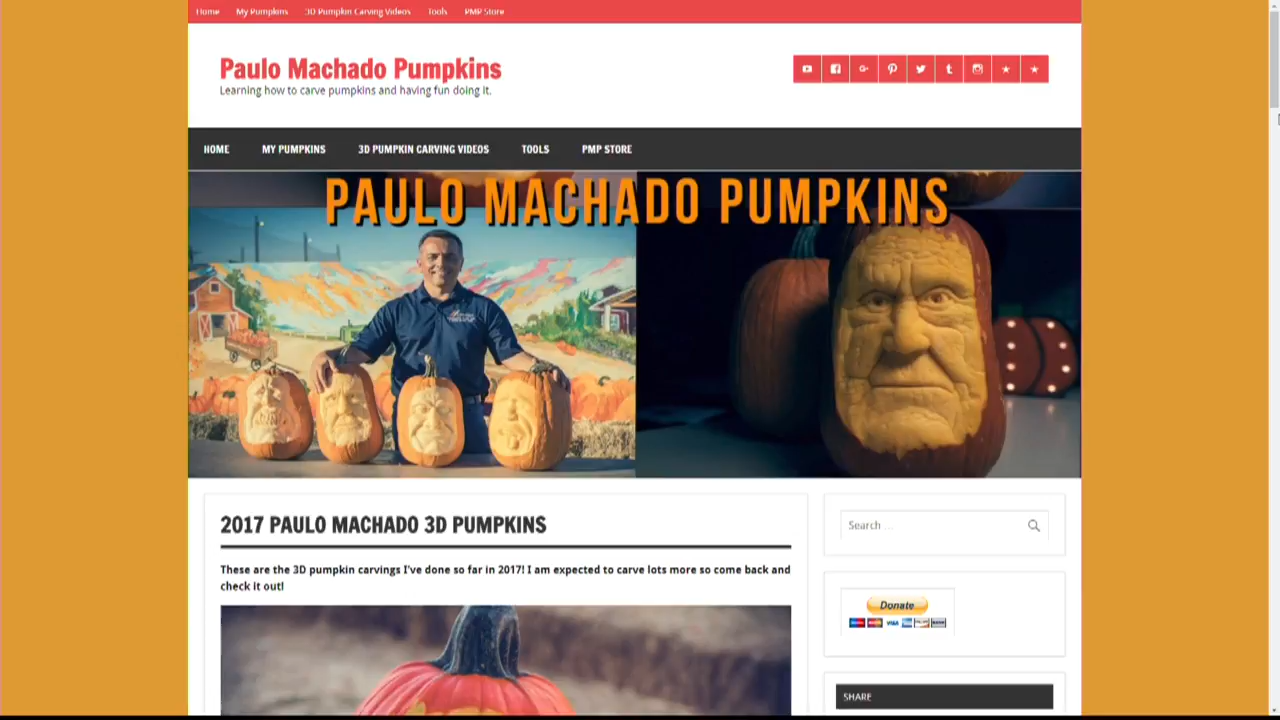 Home My Pumpkins 3D Pumpkin Carving Videos Tools PMP Store
Paulo Machado Pumpkins
Learning how to carve pumpkins and having fun doing it.
HOME MY PUMPKINS 3D PUMPKIN CARVING VIDEOS TOOLS PMP STORE
PAULO MACHADO PUMPKINS
2017 PAULO MACHADO 3D PUMPKINS
These are the 3D pumpkin carvings I've done so far in 2017! I am expected to carve lots more so come back and
check it out!
Search …
Donate
VISA
SHARE